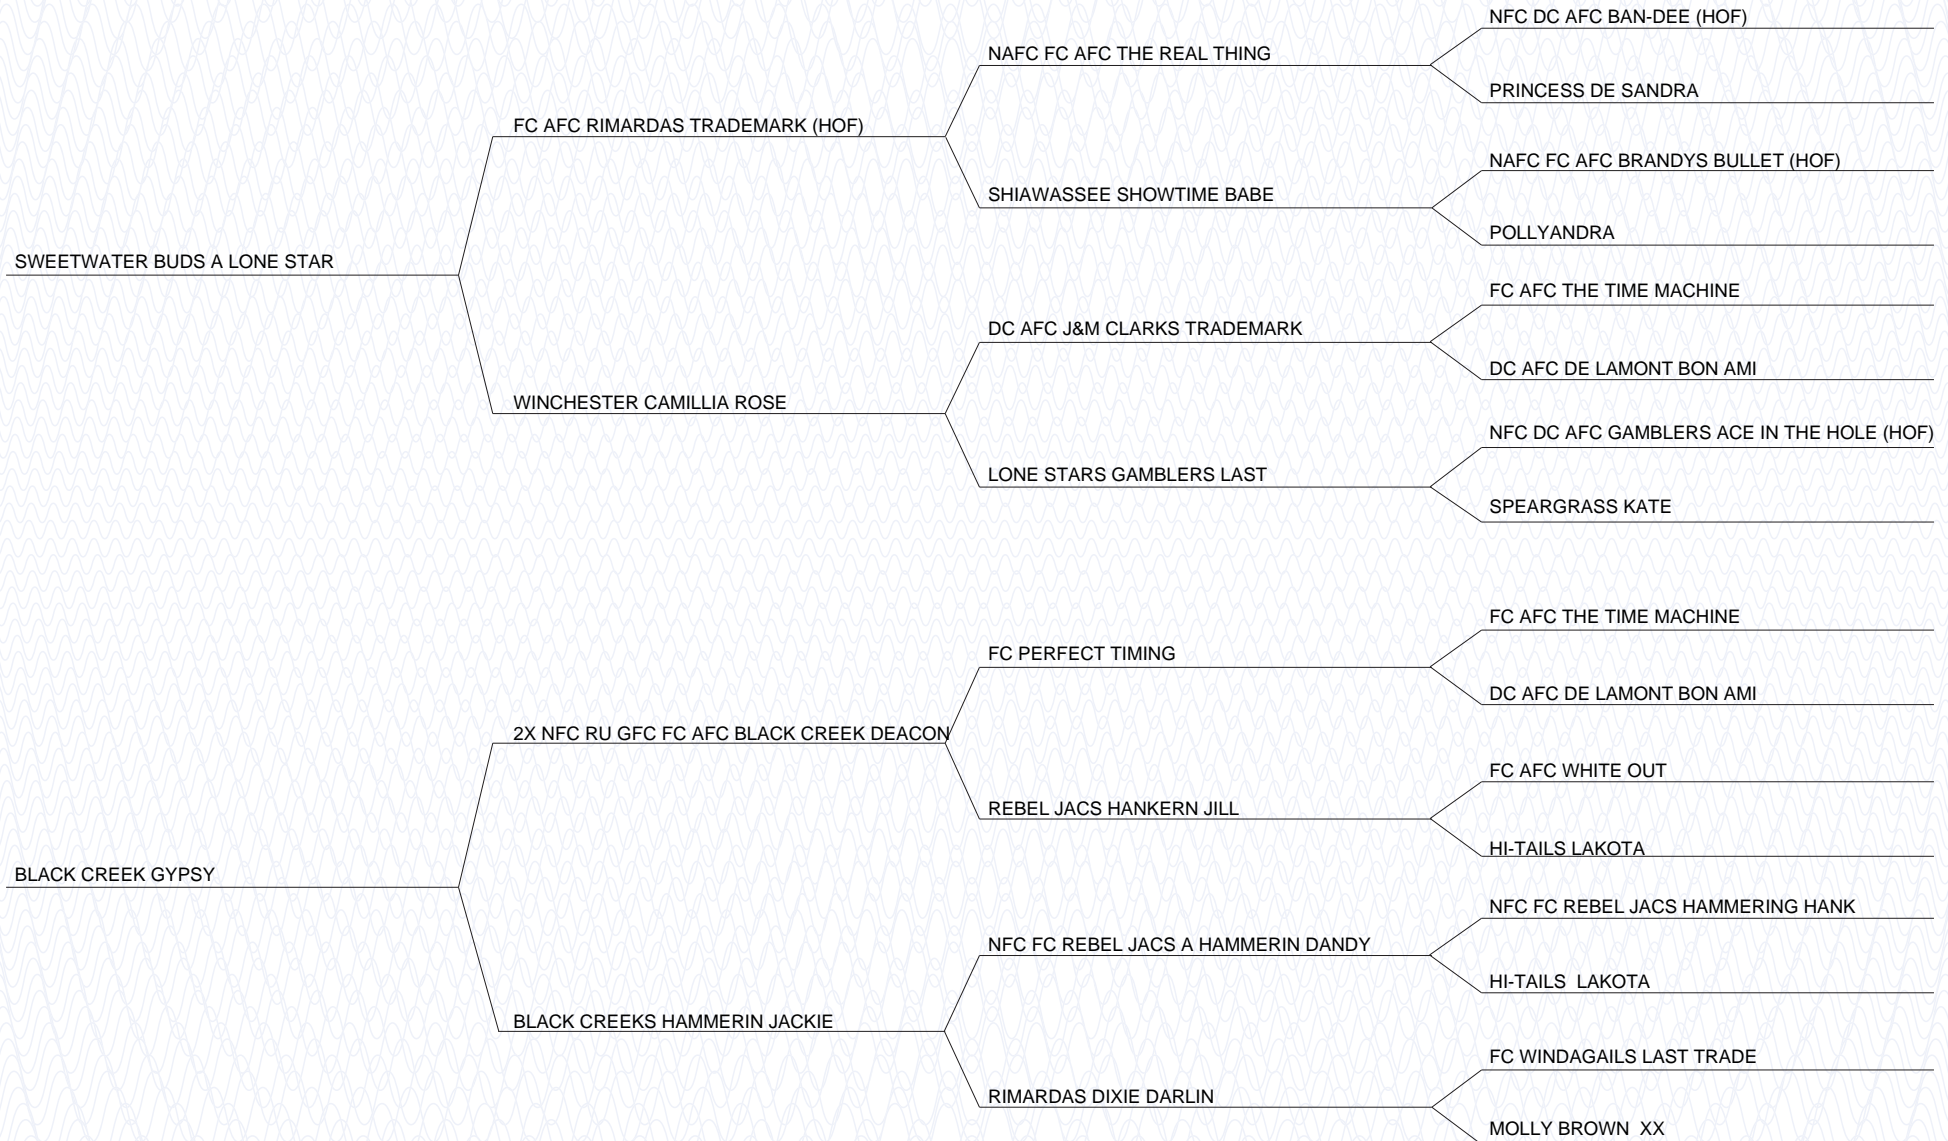 NFC DC AFC BAN-DEE (HOF)
NAFC FC AFC THE REAL THING
PRINCESS DE SANDRA
FC AFC RIMARDAS TRADEMARK (HOF)
NAFC FC AFC BRANDYS BULLET (HOF)
SHIAWASSEE SHOWTIME BABE
POLLYANDRA
SWEETWATER BUDS A LONE STAR
FC AFC THE TIME MACHINE
DC AFC J&M CLARKS TRADEMARK
DC AFC DE LAMONT BON AMI
WINCHESTER CAMILLIA ROSE
NFC DC AFC GAMBLERS ACE IN THE HOLE (HOF)
LONE STARS GAMBLERS LAST
SPEARGRASS KATE
FC AFC THE TIME MACHINE
FC PERFECT TIMING
DC AFC DE LAMONT BON AMI
2X NFC RU GFC FC AFC BLACK CREEK DEACON
FC AFC WHITE OUT
REBEL JACS HANKERN JILL
HI-TAILS LAKOTA
BLACK CREEK GYPSY
NFC FC REBEL JACS HAMMERING HANK
NFC FC REBEL JACS A HAMMERIN DANDY
HI-TAILS  LAKOTA
BLACK CREEKS HAMMERIN JACKIE
FC WINDAGAILS LAST TRADE
RIMARDAS DIXIE DARLIN
MOLLY BROWN  XX